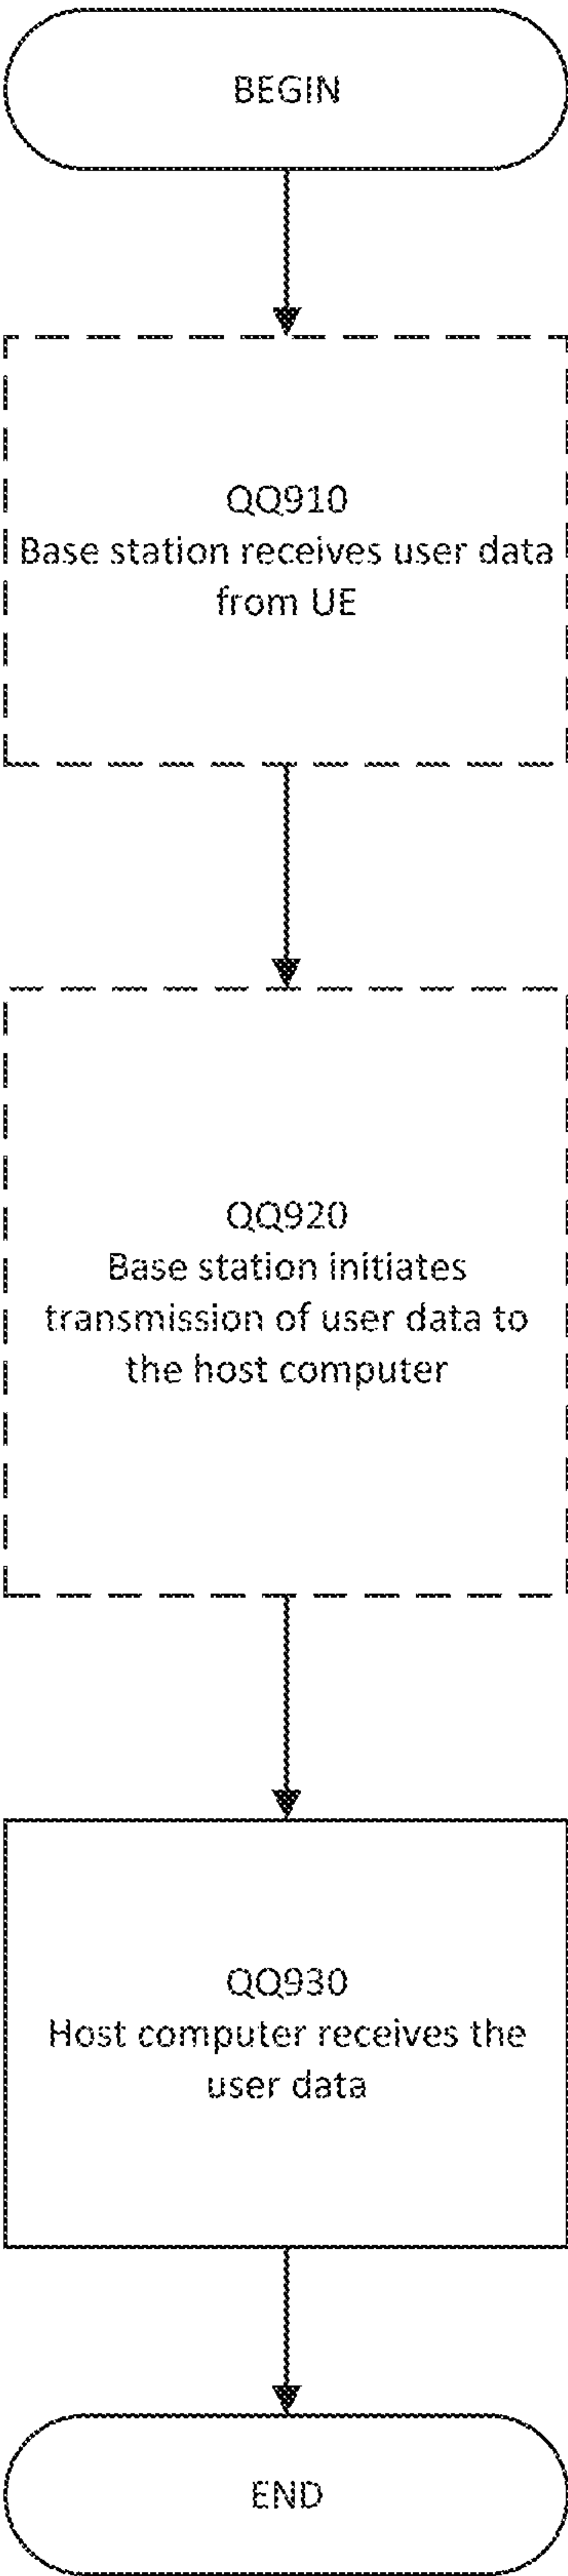 BEGIN
QQ910
Base station receives user data
from UE
QQ920
Base station initiates
transmission of user data to
the host computer
QQ930
Host computer receives the
user data
END